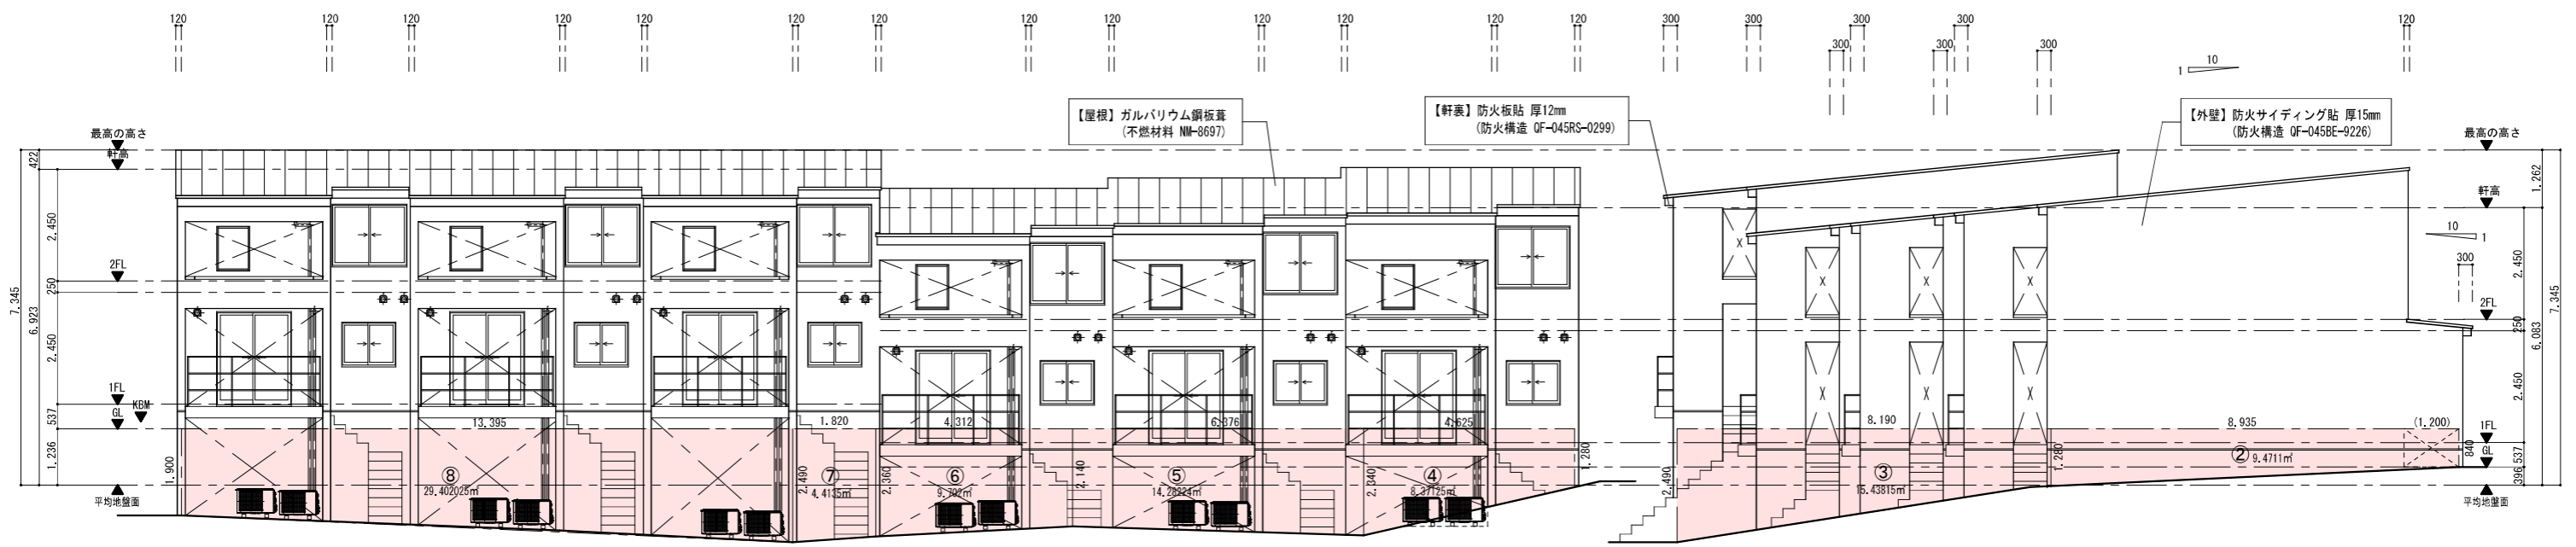 120 120 120 120 120 120 120 120 120 120 120 120 120 300 300 300 300 120
300 300 300
10
1
【屋根】ガルバリウム鋼板葺
(不燃材料 NM-8697)
【軒裏】防火板貼 厚12mm
(防火構造 QF-045RS-0299)
【外壁】防火サイディング貼 厚15mm
(防火構造 QF-045BE-9226)
最高の高さ
軒高
2FL
1FL
GL
KBM
平均地盤面
7.345
422
6.923
2.450
250
2.450
537
1.236
1.900
13.395
⑧
29.402025㎡
1.820
2.490
⑦
4.4135㎡
2.360
4.312
⑥
9.702㎡
2.140
6.376
⑤
14.28224㎡
2.340
4.625
④
8.37125㎡
1.280
2.490
8.190
③
15.43815㎡
1.280
8.935
②
9.4711㎡
(1.200)
840
最高の高さ
軒高
10
1
300
2FL
1FL
GL
平均地盤面
1.262
2.450
250
2.450
537
396
6.083
7.345